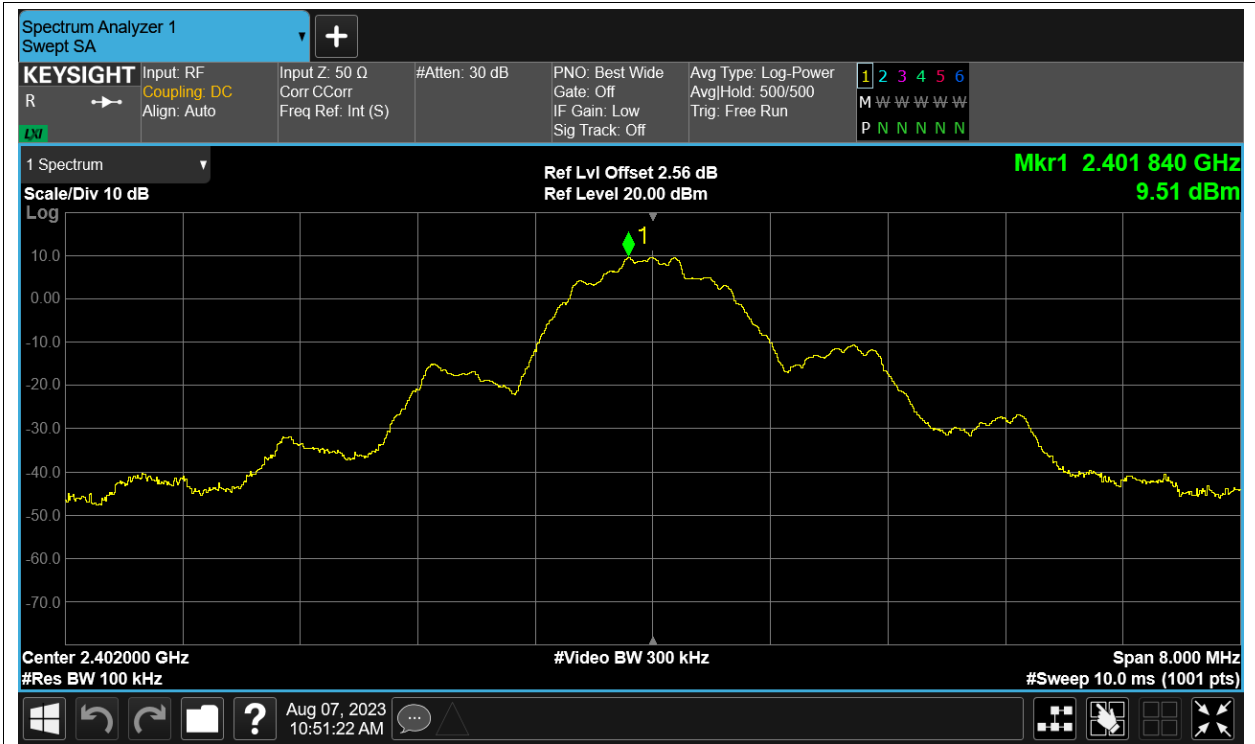 Spectrum Analyzer 1
Swept SA
KEYSIGHT
R
LXI
Input: RF
Coupling: DC
Align: Auto
Input Z: 50 Ω
Corr CCorr
Freq Ref: Int (S)
#Atten: 30 dB
PNO: Best Wide
Gate: Off
IF Gain: Low
Sig Track: Off
Avg Type: Log-Power
Avg|Hold: 500/500
Trig: Free Run
1 2 3 4 5 6
M W W W W W W
P N N N N N N
1 Spectrum
Scale/Div 10 dB
Log
Ref Lvl Offset 2.56 dB
Ref Level 20.00 dBm
Mkr1 2.401 840 GHz
9.51 dBm
1
10.0
0.00
-10.0
-20.0
-30.0
-40.0
-50.0
-60.0
-70.0
Center 2.402000 GHz
#Video BW 300 kHz
Span 8.000 MHz
#Res BW 100 kHz
#Sweep 10.0 ms (1001 pts)
?
Aug 07, 2023
10:51:22 AM